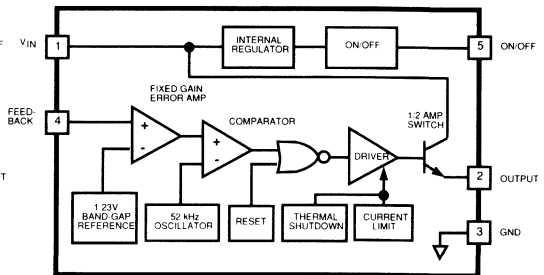 F
V IN
1
INTERNAL
REGULATOR
ON/OFF
5
ON/OFF
FIXED GAIN
ERROR AMP
COMPARATOR
1/2 AMP
SWITCH
FEED-
BACK
4
+
-
+
-
DRIVER
2
OUTPUT
T
1.23V
BAND-GAP
REFERENCE
52 kHz
OSCILLATOR
RESET
THERMAL
SHUTDOWN
CURRENT
LIMIT
3
GND